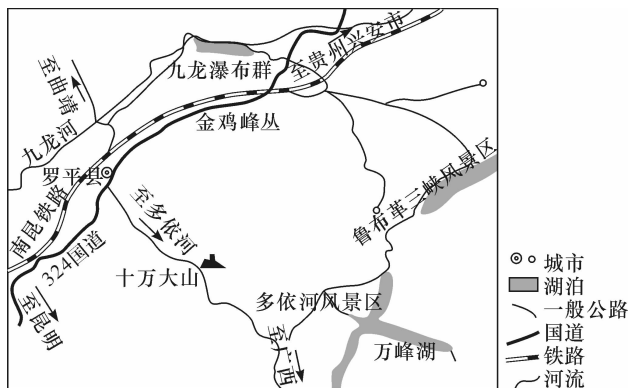 至贵州兴安市
九龙瀑布群
至曲靖
九龙河
金鸡峰丛
罗平县
鲁布革三峡风景区
至多依河
南昆铁路
324国道
十万大山
多依河风景区
至昆明
至广西
万峰湖
城市
湖泊
一般公路
国道
铁路
河流